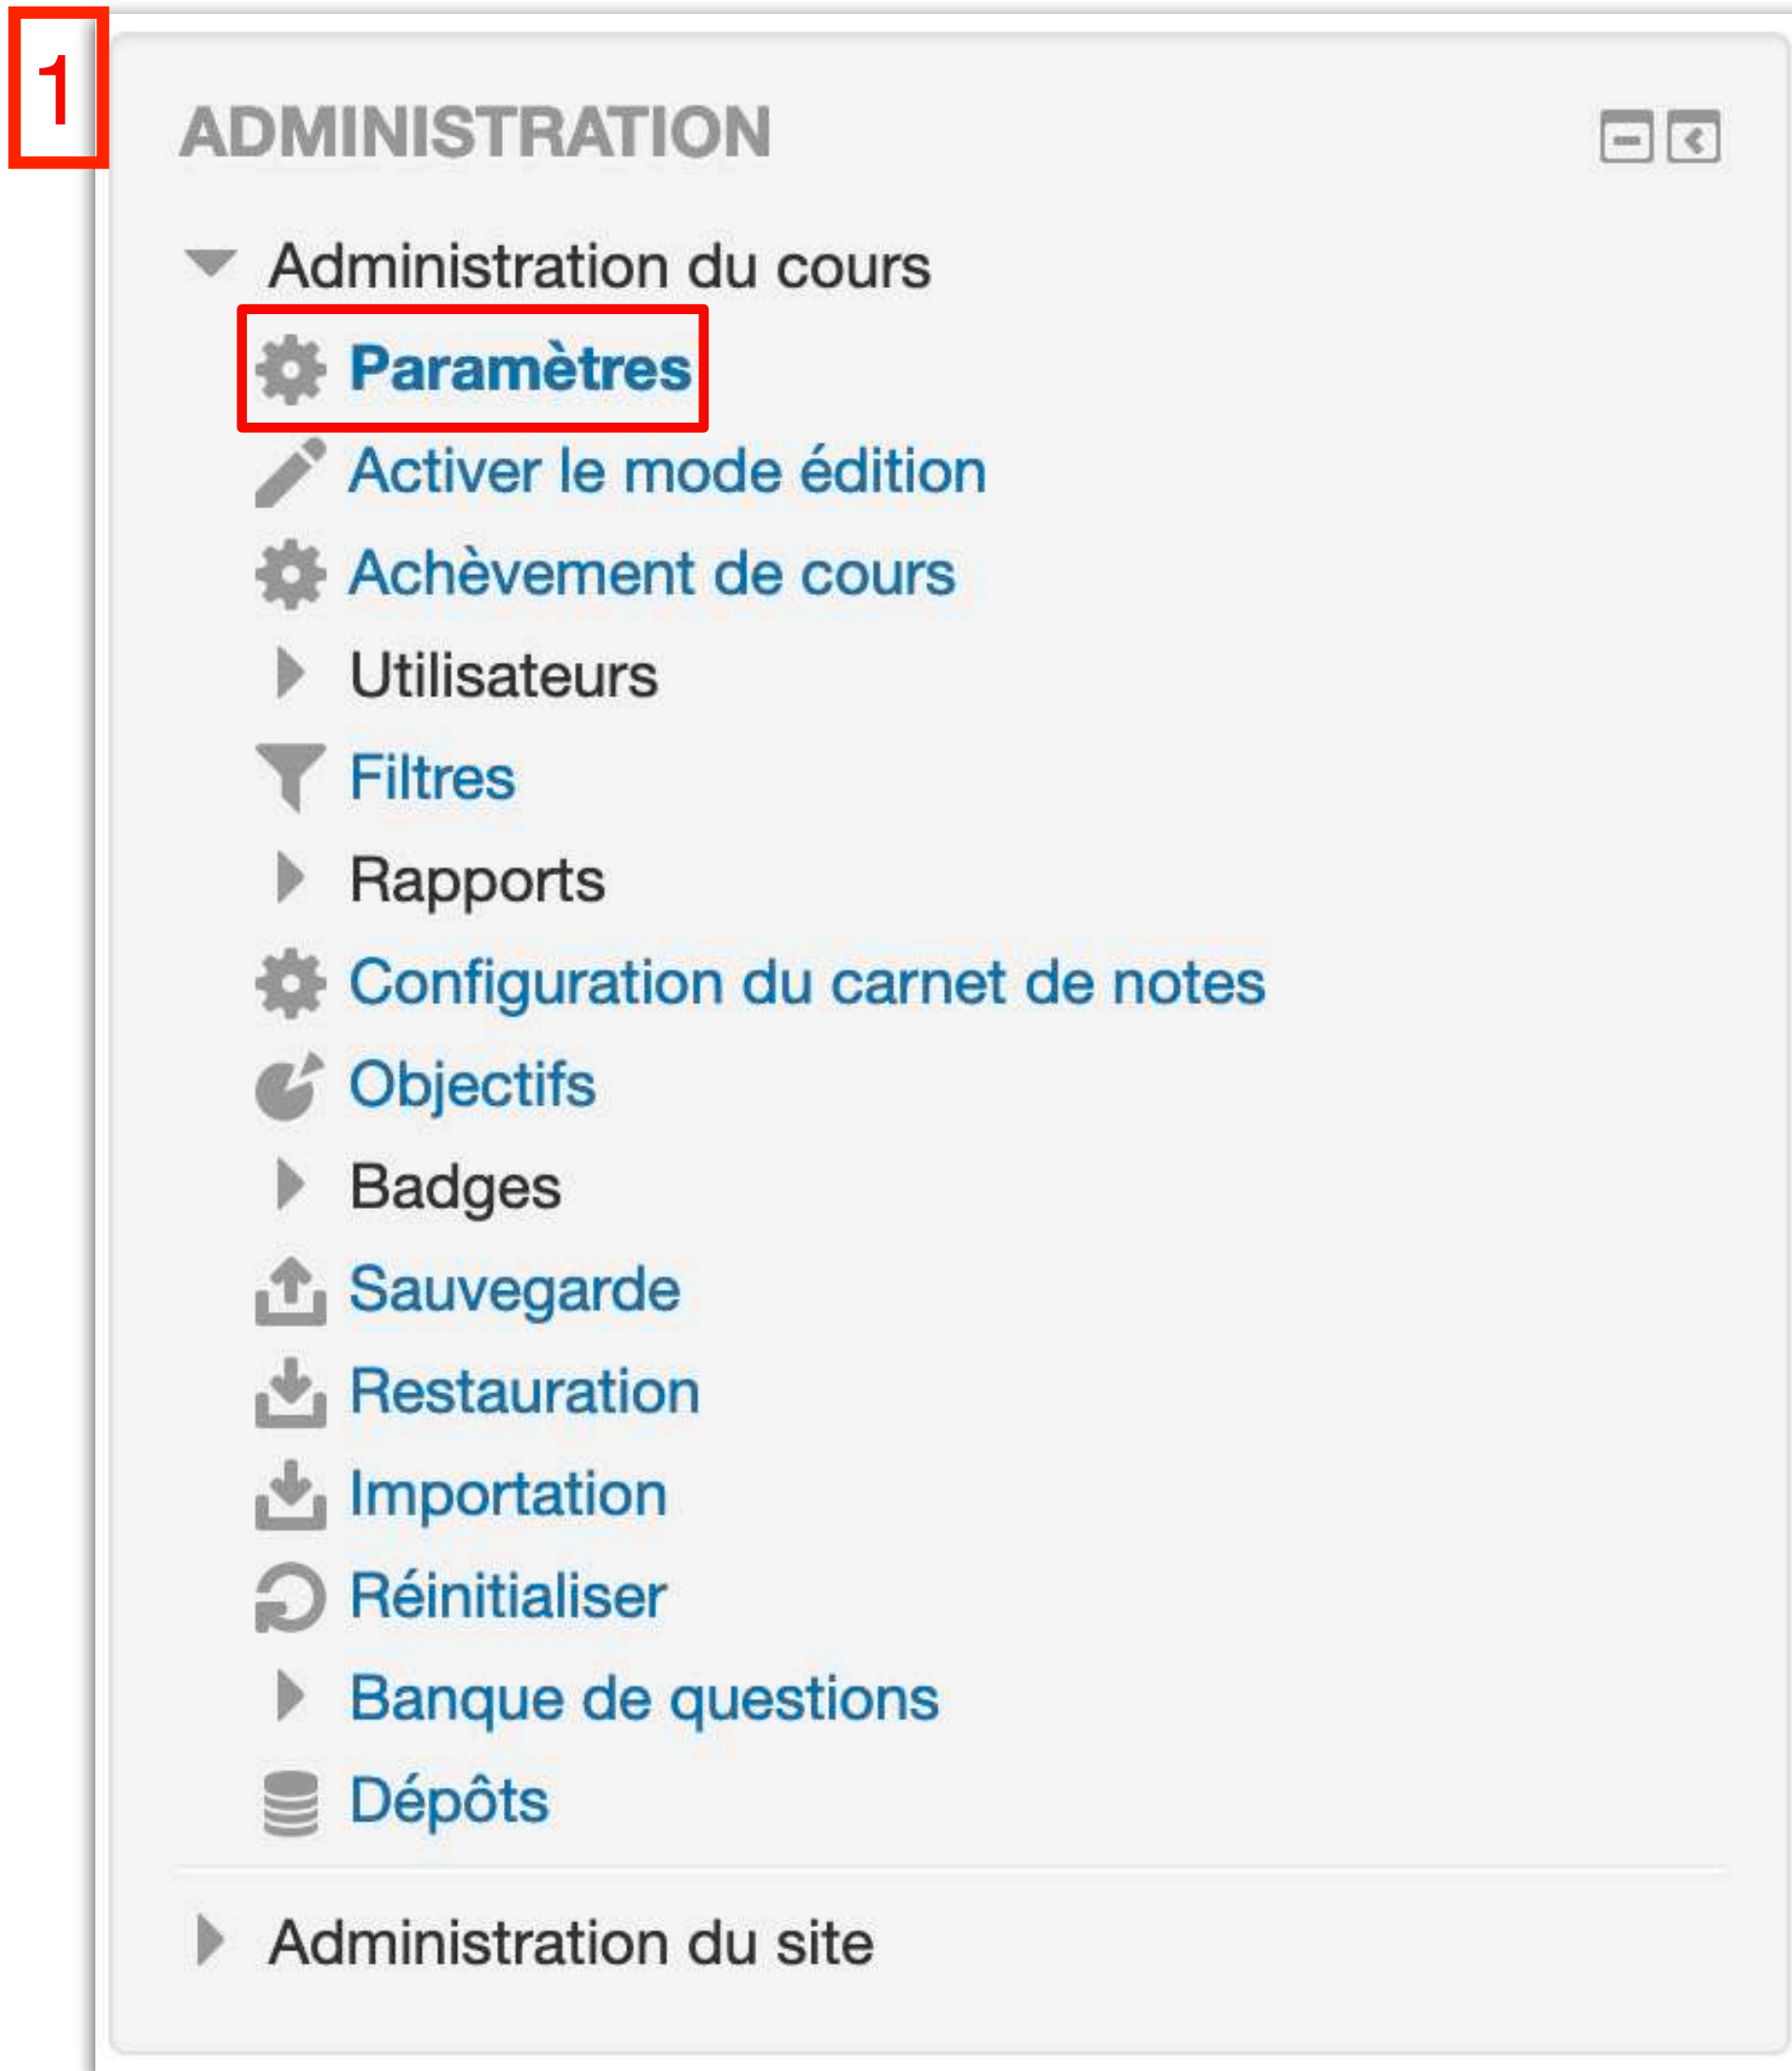 1
ADMINISTRATION
Administration du cours
Paramètres
Activer le mode édition
Achèvement de cours
Utilisateurs
Filtres
Rapports
Configuration du carnet de notes
Objectifs
Badges
Sauvegarde
Restauration
Importation
Réinitialiser
Banque de questions
Dépôts
Administration du site